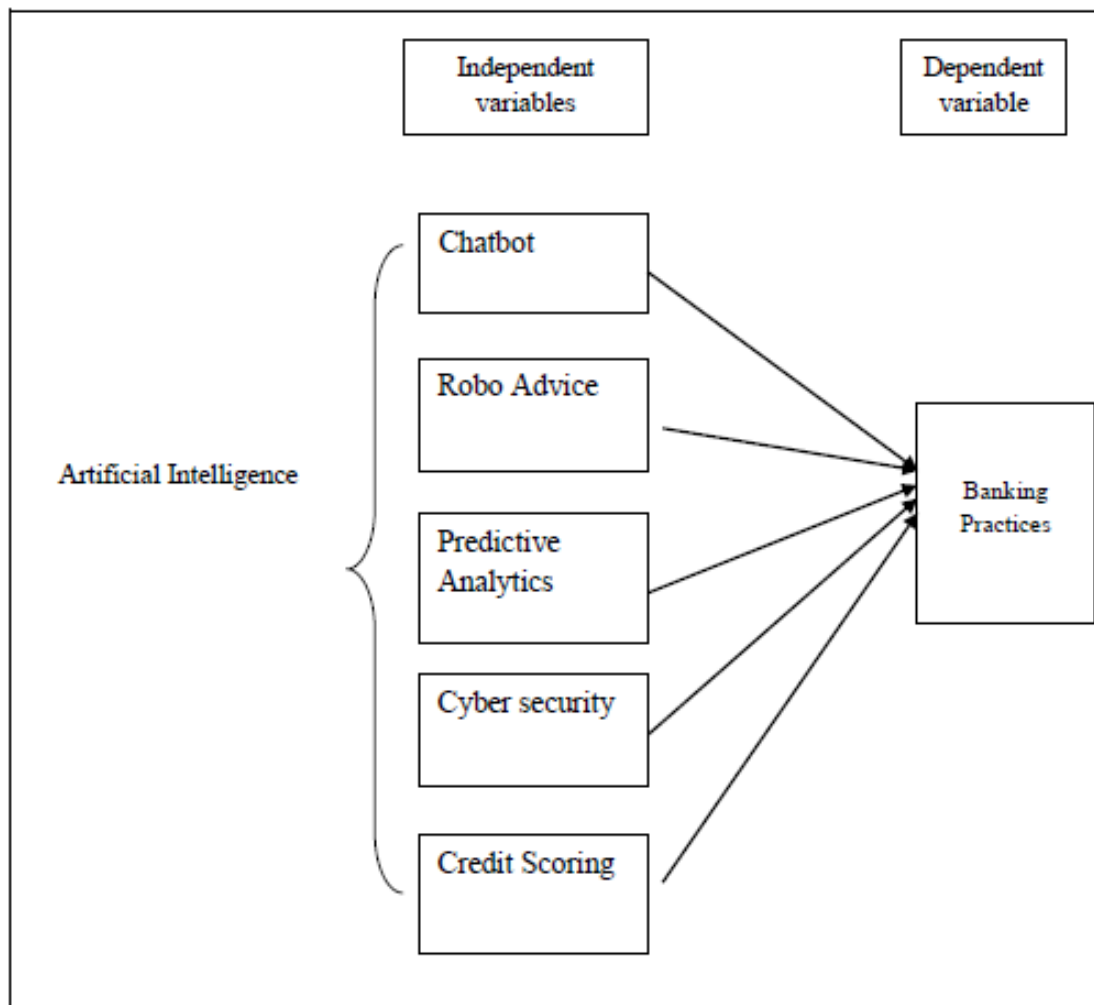 Independent
variables
Dependent
variable
Chatbot
Robo Advice
Artificial Intelligence
Banking
Practices
Predictive
Analytics
Cyber security
Credit Scoring